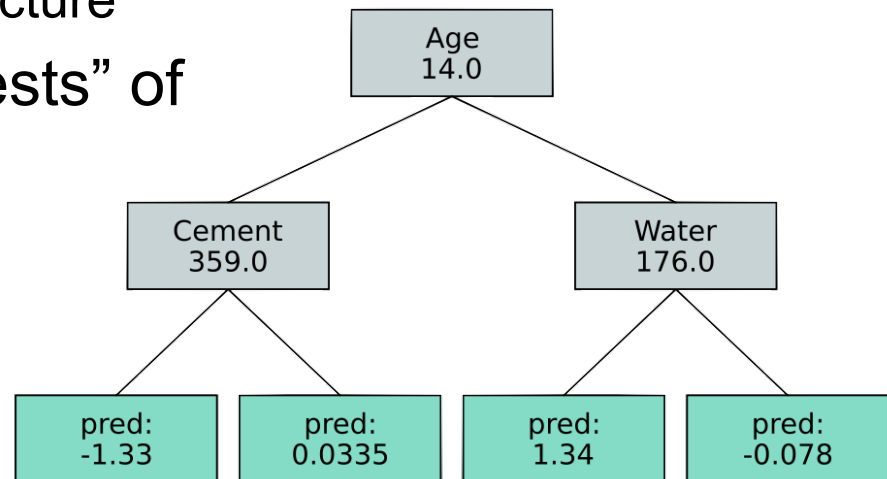 cture
ests” of
Age
14.0
Cement
359.0
Water
176.0
pred:
-1.33
pred:
0.0335
pred:
1.34
pred:
-0.078